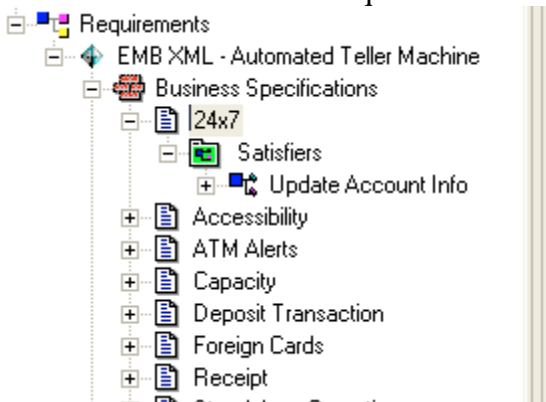 Requirements
EMB XML - Automated Teller Machine
Business Specifications
24x7
Satisfiers
Update Account Info
Accessibility
ATM Alerts
Capacity
Deposit Transaction
Foreign Cards
Receipt